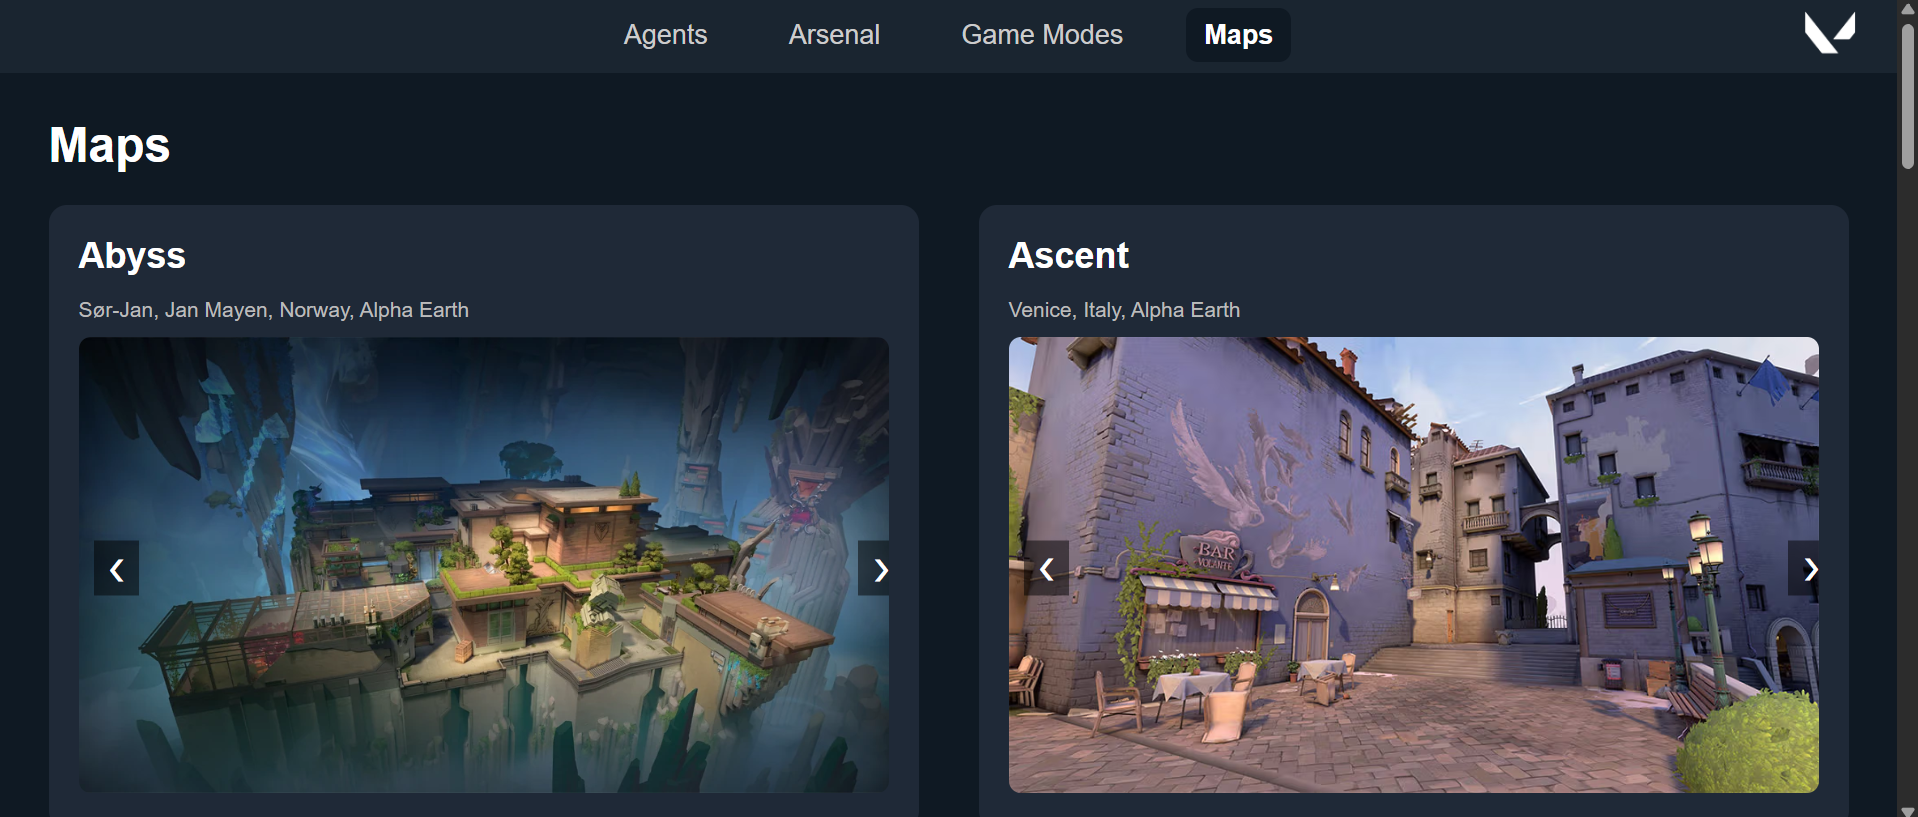 Agents Arsenal Game Modes Maps
Maps
Abyss
Sør-Jan, Jan Mayen, Norway, Alpha Earth
❮ ❯
Ascent
Venice, Italy, Alpha Earth
BAR
VOLANTE
❮ ❯